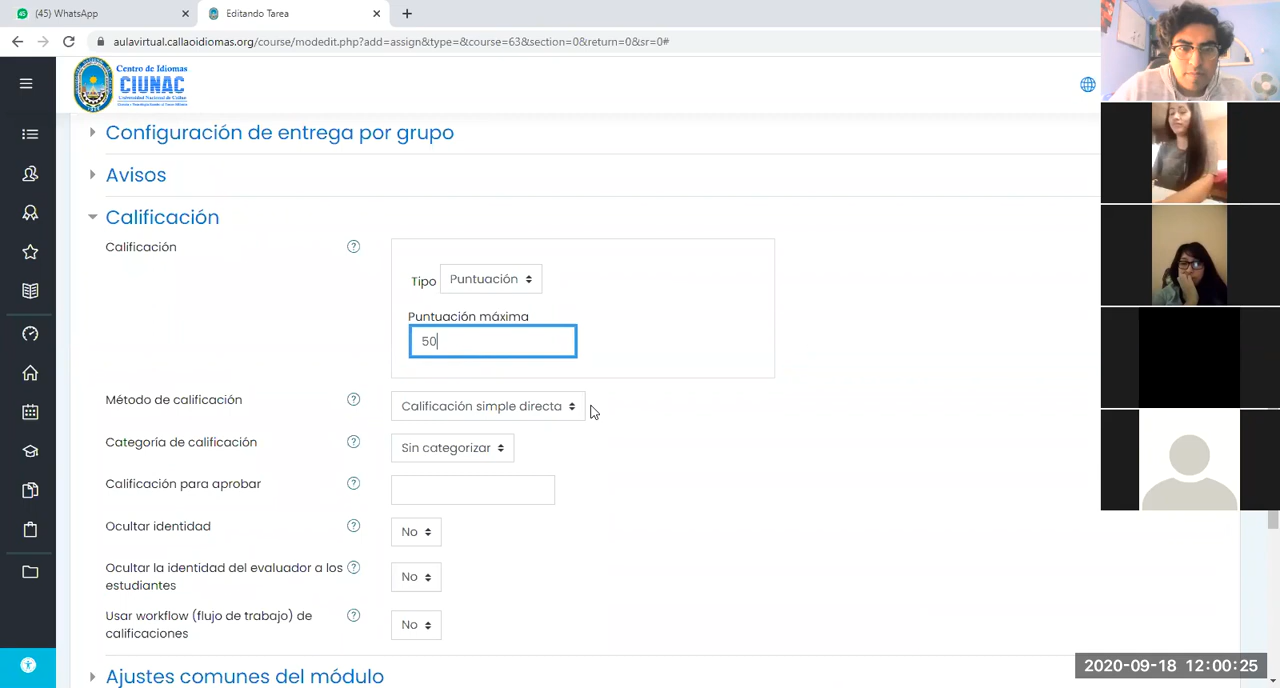 (45) WhatsApp
Editando Tarea
aulavirtual.callaoidiomas.org/course/modedit.php?add=assign&type=&course=63&section=0&return=0&sr=0#
Centro de Idiomas
CIUNAC
Universidad Nacional del Callao
Configuración de entrega por grupo
Avisos
Calificación
Calificación
Tipo
Puntuación
Puntuación máxima
50
Método de calificación
Calificación simple directa
Categoría de calificación
Sin categorizar
Calificación para aprobar
Ocultar identidad
No
Ocultar la identidad del evaluador a los
estudiantes
No
Usar workflow (flujo de trabajo) de
calificaciones
No
Ajustes comunes del módulo
2020-09-18 12:00:25